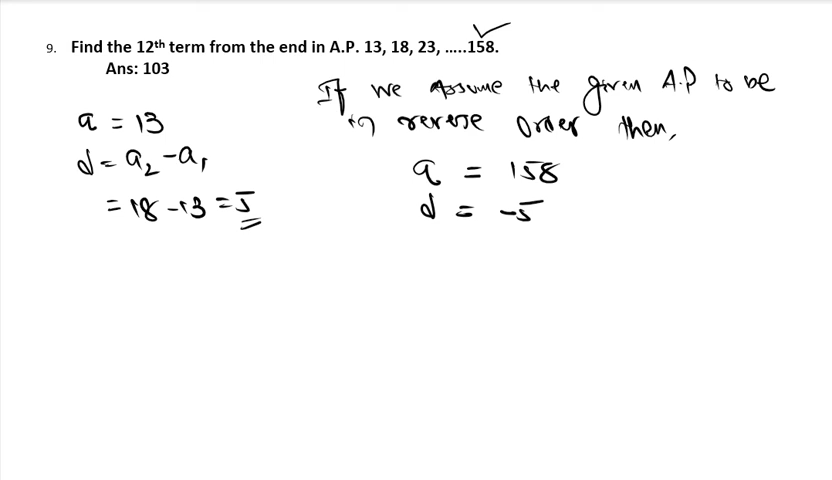 9. Find the 12th term from the end in A.P. 13, 18, 23, .....158.
Ans: 103
If we Assume the given A.P to be
in reverse Order then,
a = 13
d = a₂ - a₁
= 18 - 13 = 5
a = 158
d = -5